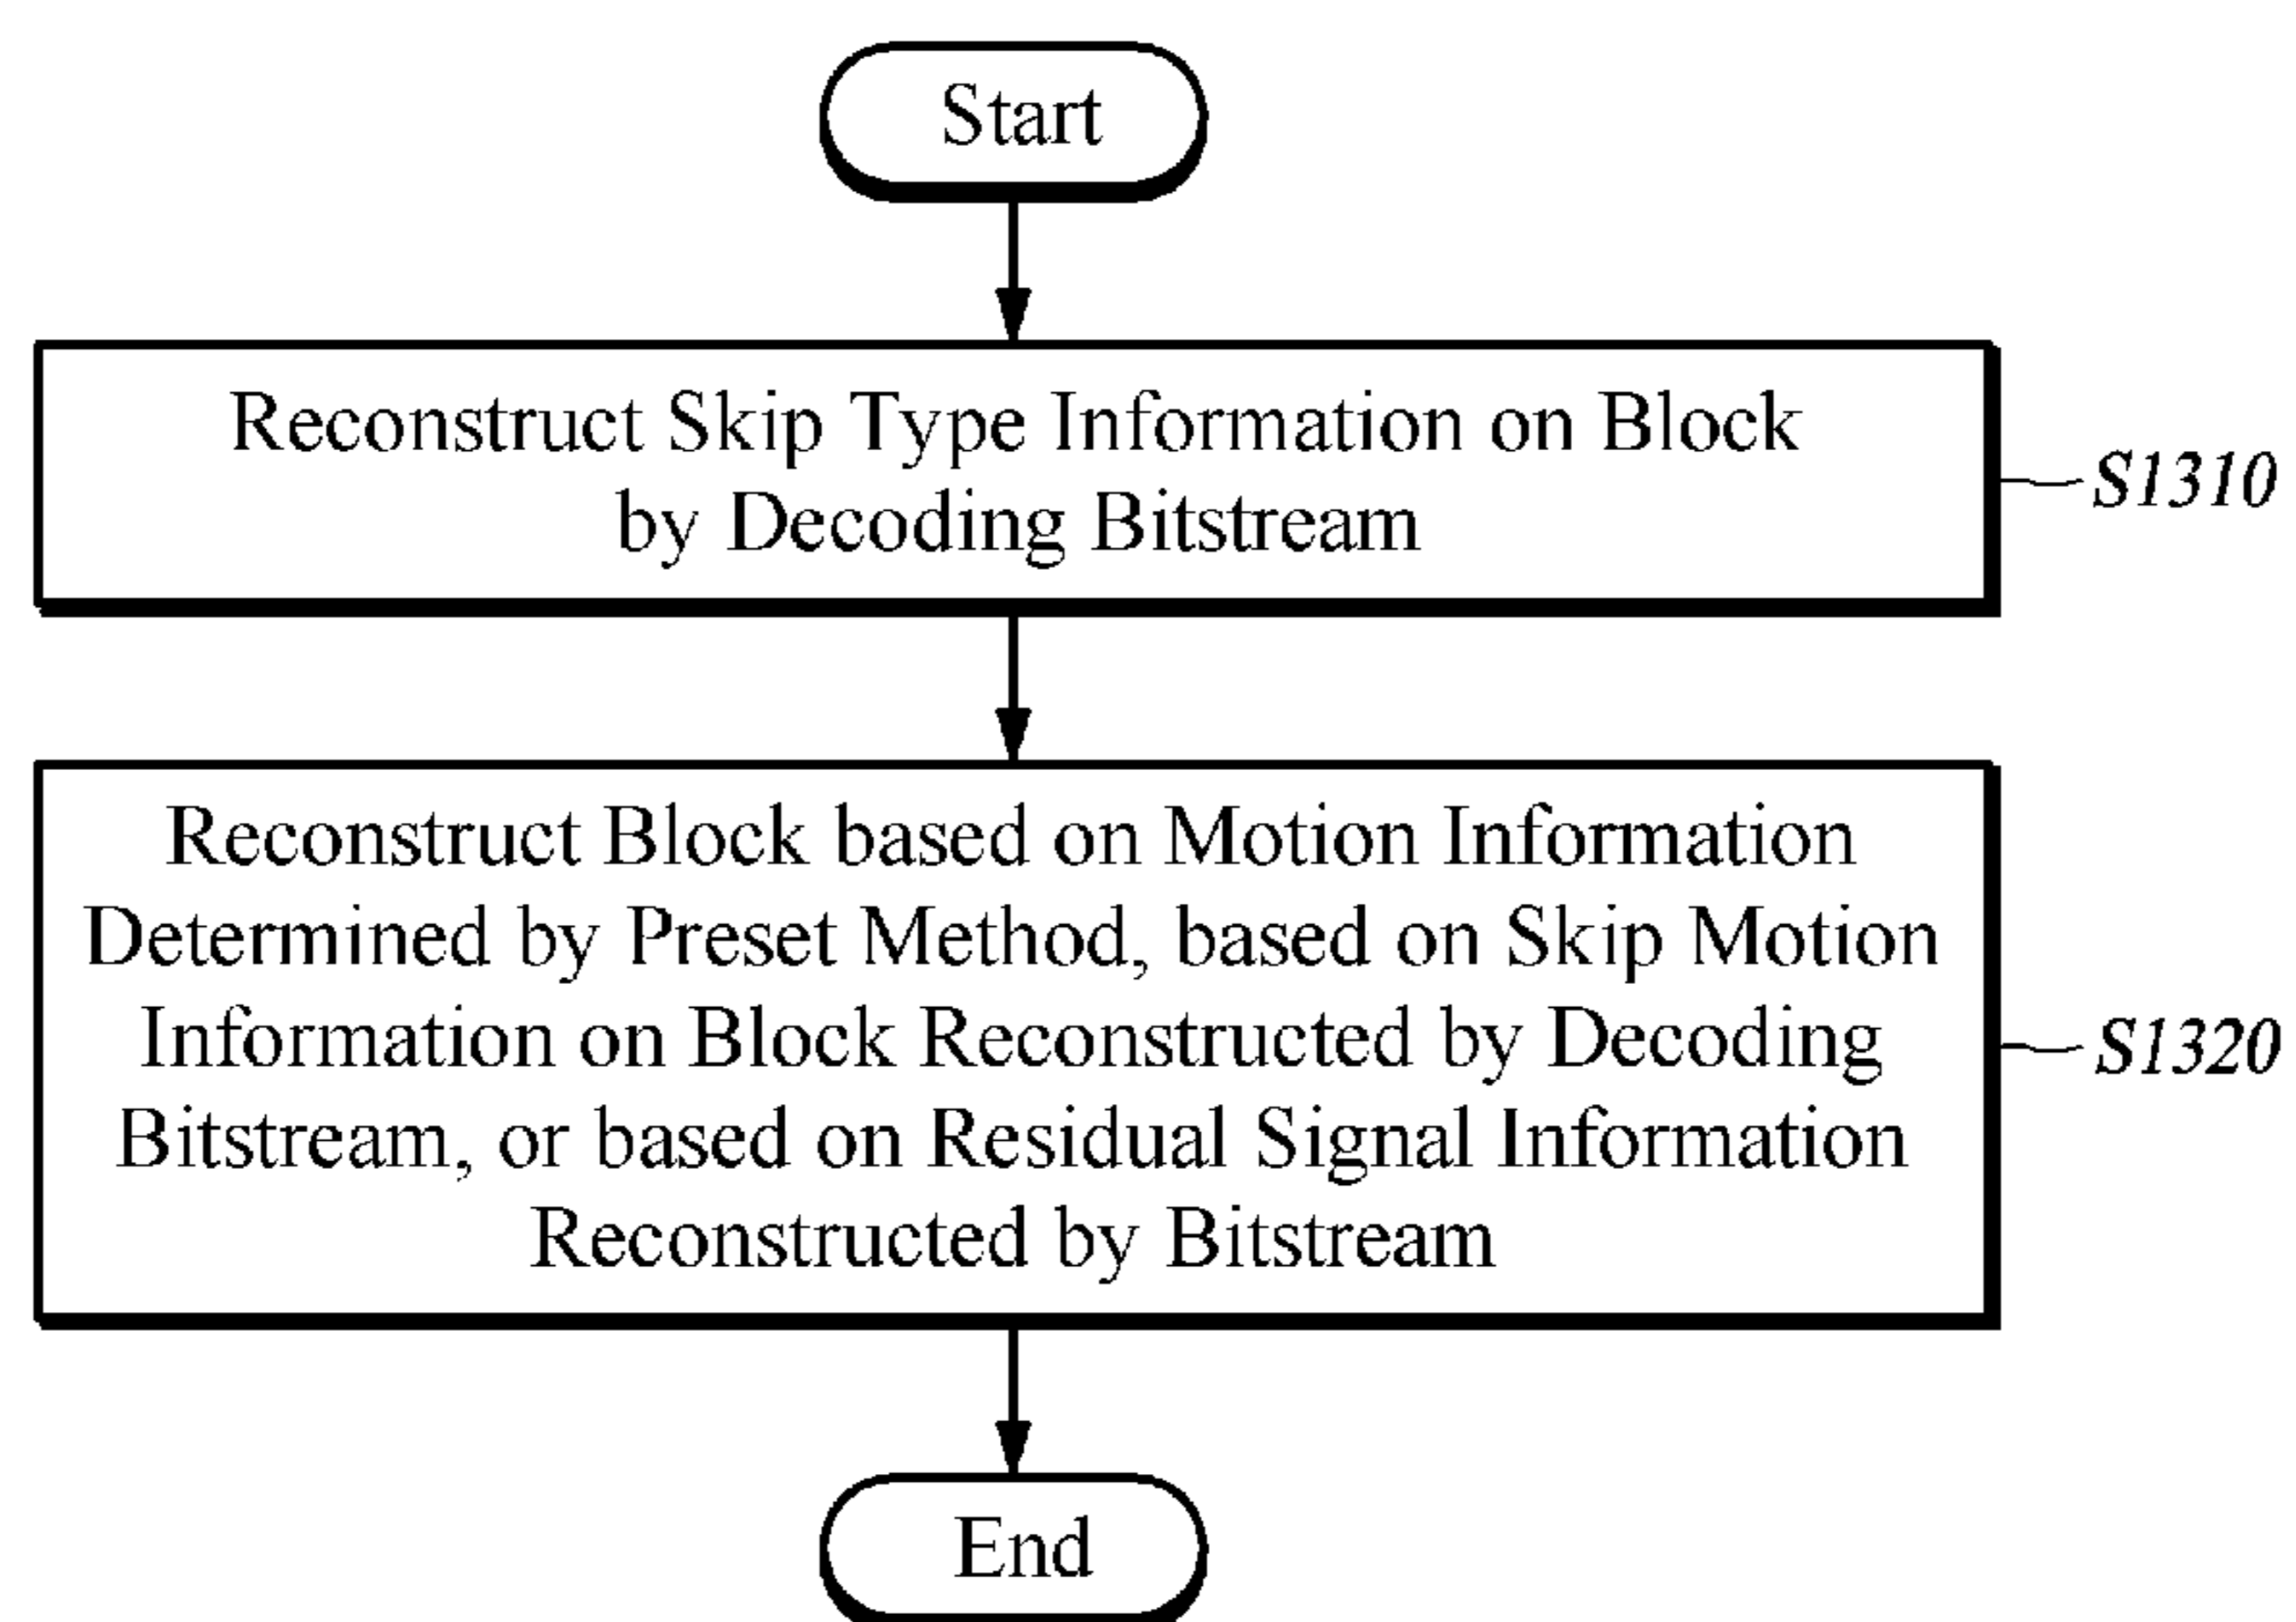 Start
Reconstruct Skip Type Information on Block
by Decoding Bitstream
S1310
Reconstruct Block based on Motion Information
Determined by Preset Method, based on Skip Motion
Information on Block Reconstructed by Decoding
Bitstream, or based on Residual Signal Information
Reconstructed by Bitstream
S1320
End